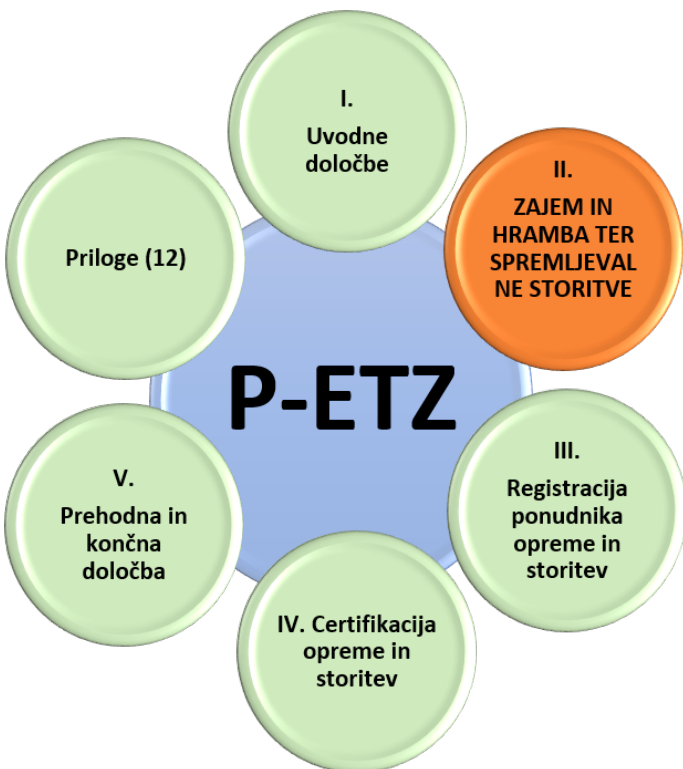 I.
Uvodne
določbe
II.
ZAJEM IN
HRAMBA TER
SPREMLJEVAL
NE STORITVE
III.
Registracija
ponudnika
opreme in
storitev
IV. Certifikacija
opreme in
storitev
V.
Prehodna in
končna
določba
Priloge (12)
P-ETZ